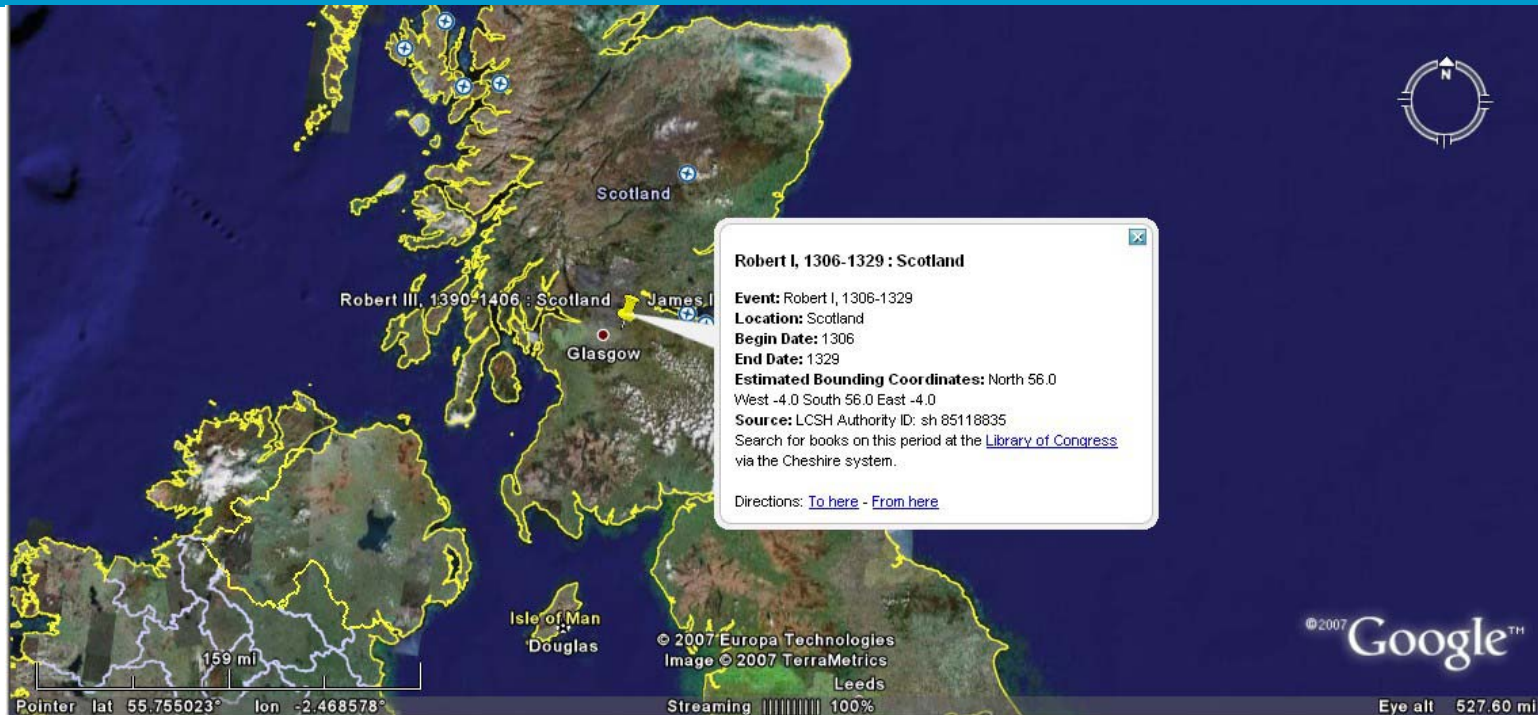 N
Scotland
Robert III, 1390-1406 : Scotland
James I
Glasgow
Robert I, 1306-1329 : Scotland
Event: Robert I, 1306-1329
Location: Scotland
Begin Date: 1306
End Date: 1329
Estimated Bounding Coordinates: North 56.0
West -4.0 South 56.0 East -4.0
Source: LCSH Authority ID: sh 85118835
Search for books on this period at the Library of Congress
via the Cheshire system.
Directions: To here - From here
Isle of Man
Douglas
© 2007 Europa Technologies
Image © 2007 TerraMetrics
©2007 Google™
159 mi
Leeds
Pointer lat 55.755023° lon -2.468578°
Streaming ||||||||| 100%
Eye alt 527.60 mi